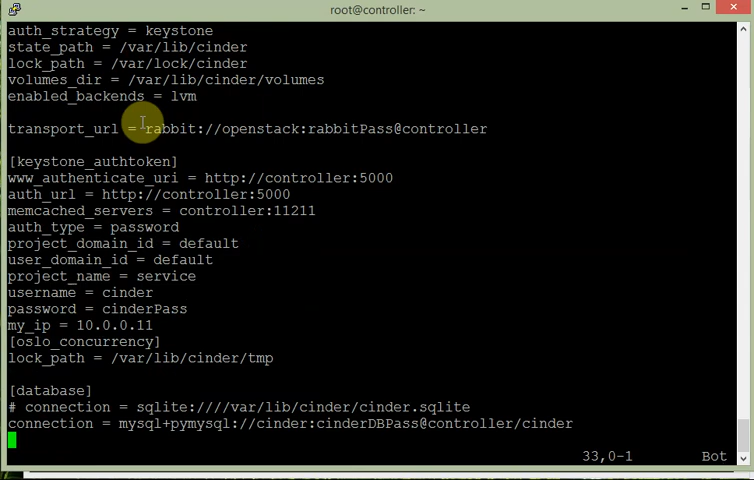 root@controller: ~
auth_strategy = keystone
state_path = /var/lib/cinder
lock_path = /var/lock/cinder
volumes_dir = /var/lib/cinder/volumes
enabled_backends = lvm
transport_url = rabbit://openstack:rabbitPass@controller
[keystone_authtoken]
www_authenticate_uri = http://controller:5000
auth_url = http://controller:5000
memcached_servers = controller:11211
auth_type = password
project_domain_id = default
user_domain_id = default
project_name = service
username = cinder
password = cinderPass
my_ip = 10.0.0.11
[oslo_concurrency]
lock_path = /var/lib/cinder/tmp
[database]
# connection = sqlite:////var/lib/cinder/cinder.sqlite
connection = mysql+pymysql://cinder:cinderDBPass@controller/cinder
33,0-1 Bot